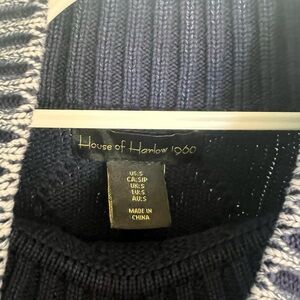 House of Harlow 1960
US:S
CA:S/P
UK:S
EU:S
AU:S
MADE IN
CHINA